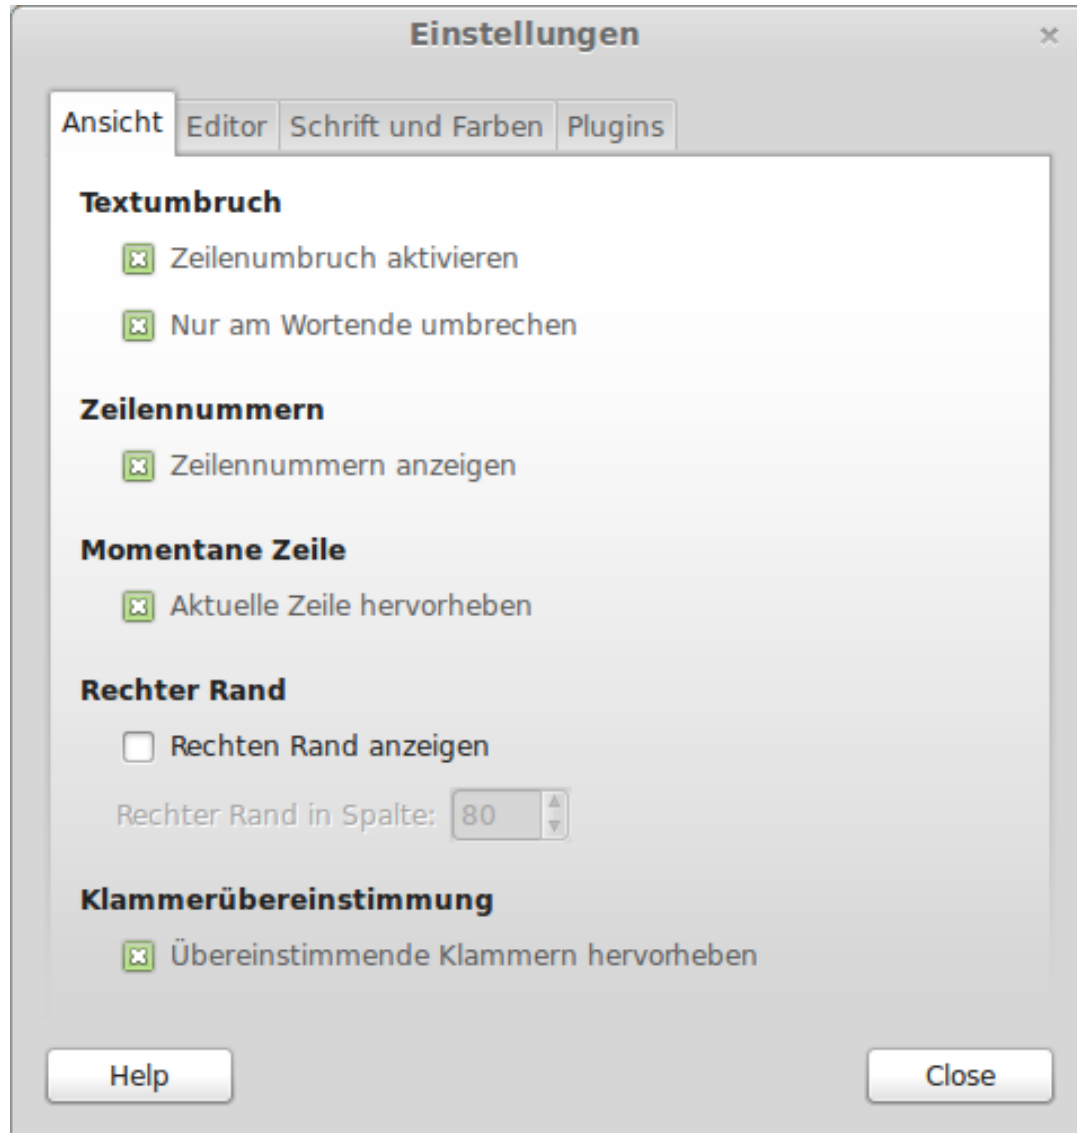 Einstellungen
Ansicht Editor Schrift und Farben Plugins
Textumbruch
Zeilenumbruch aktivieren
Nur am Wortende umbrechen
Zeilennummern
Zeilennummern anzeigen
Momentane Zeile
Aktuelle Zeile hervorheben
Rechter Rand
Rechten Rand anzeigen
Rechter Rand in Spalte: 80
Klammerübereinstimmung
Übereinstimmende Klammern hervorheben
Help Close